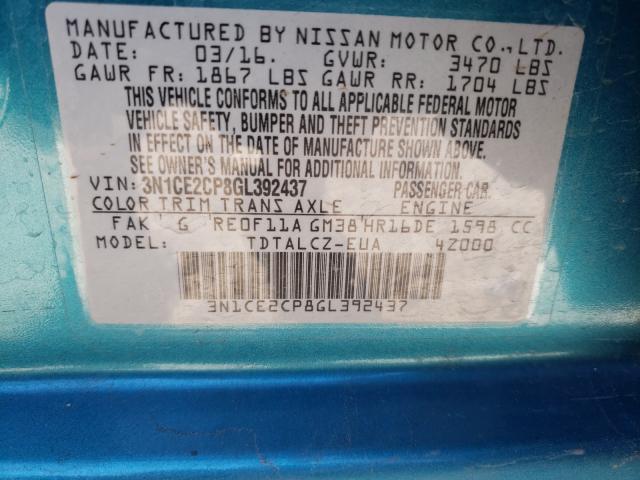 MANUFACTURED BY NISSAN MOTOR CO.,LTD.
DATE: 03/16. GVWR: 3470 LBS
GAWR FR: 1867 LBS GAWR RR: 1704 LBS
THIS VEHICLE CONFORMS TO ALL APPLICABLE FEDERAL MOTOR
VEHICLE SAFETY, BUMPER AND THEFT PREVENTION STANDARDS
IN EFFECT ON THE DATE OF MANUFACTURE SHOWN ABOVE.
SEE OWNER'S MANUAL FOR ADDITIONAL INFORMATION.
VIN: 3N1CE2CP8GL392437 PASSENGER CAR.
COLOR TRIM TRANS AXLE ENGINE
FAK G RE0F11A GM38 HR16DE 1598 CC
MODEL TDTALCZ-EUA 4Z000
3N1CE2CP8GL392437